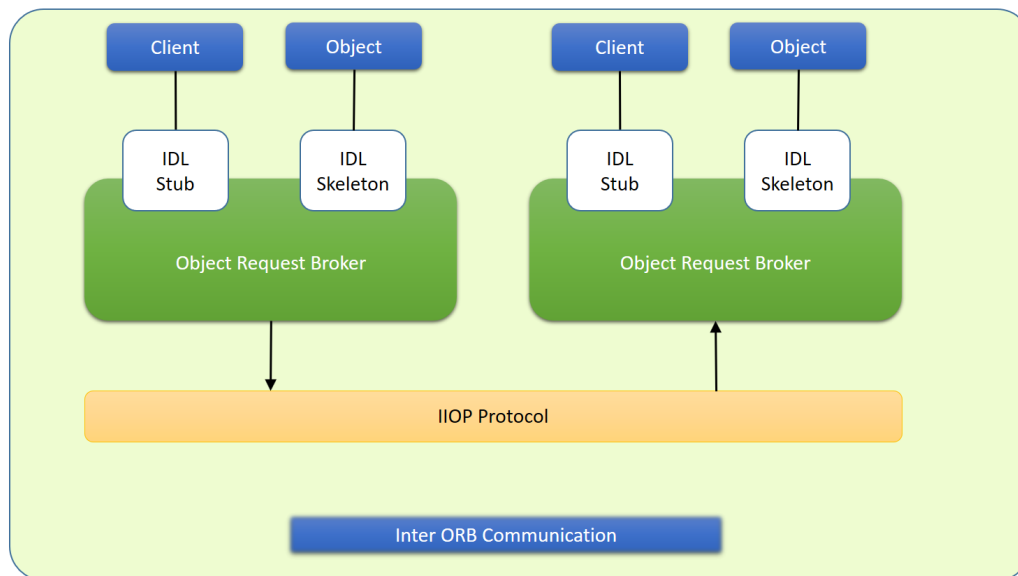 Client
Object
Client
Object
IDL
Stub
IDL
Skeleton
IDL
Stub
IDL
Skeleton
Object Request Broker
Object Request Broker
IIOP Protocol
Inter ORB Communication